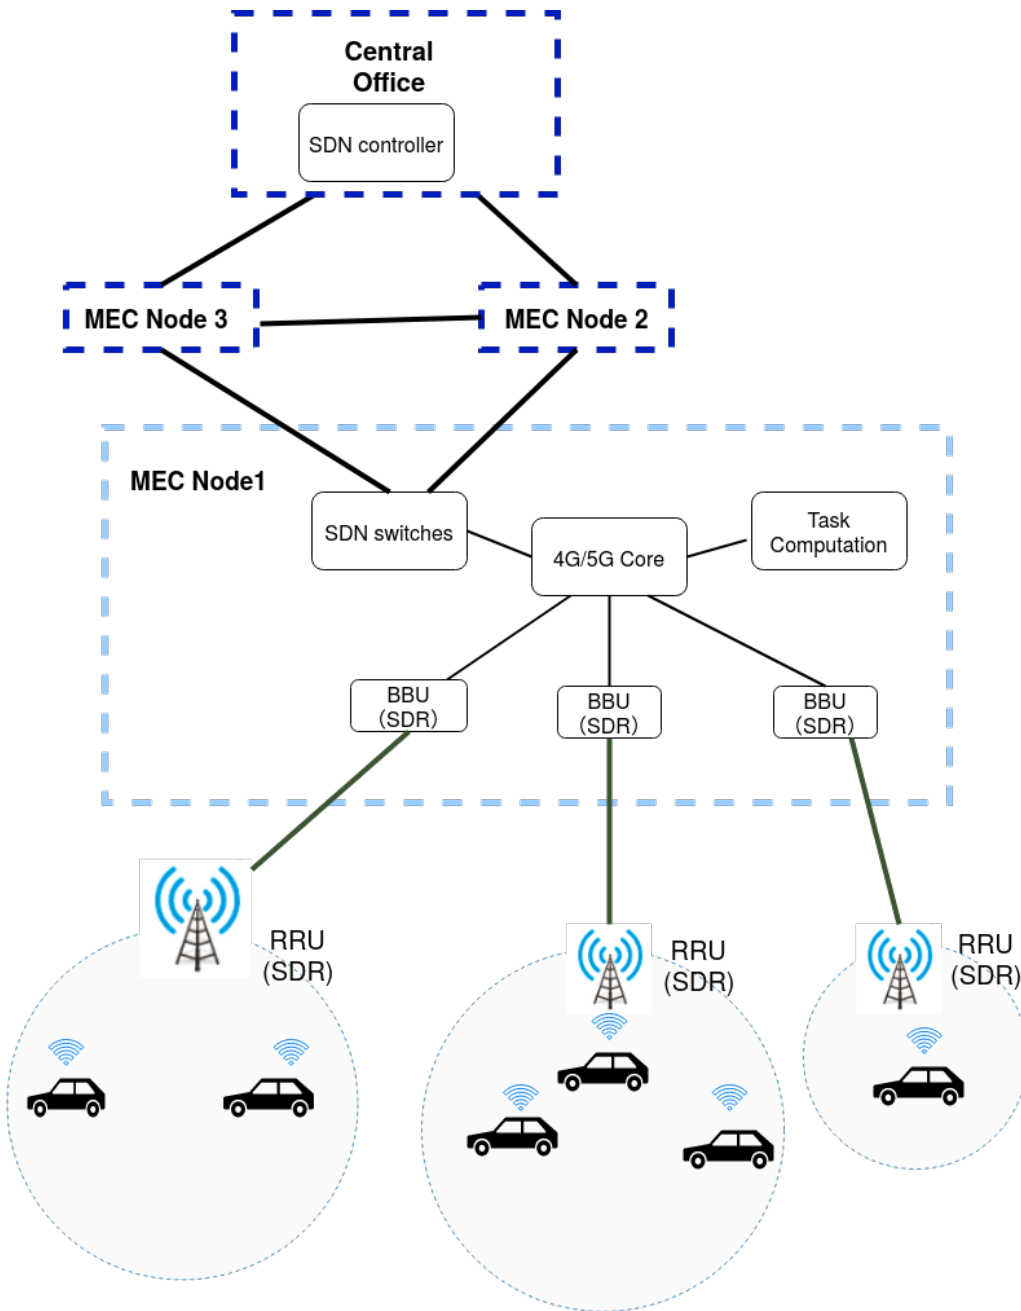 Central
Office
SDN controller
MEC Node 3
MEC Node 2
MEC Node1
SDN switches
4G/5G Core
Task
Computation
BBU
（SDR）
BBU
（SDR）
BBU
（SDR）
RRU
(SDR)
RRU
(SDR)
RRU
(SDR)